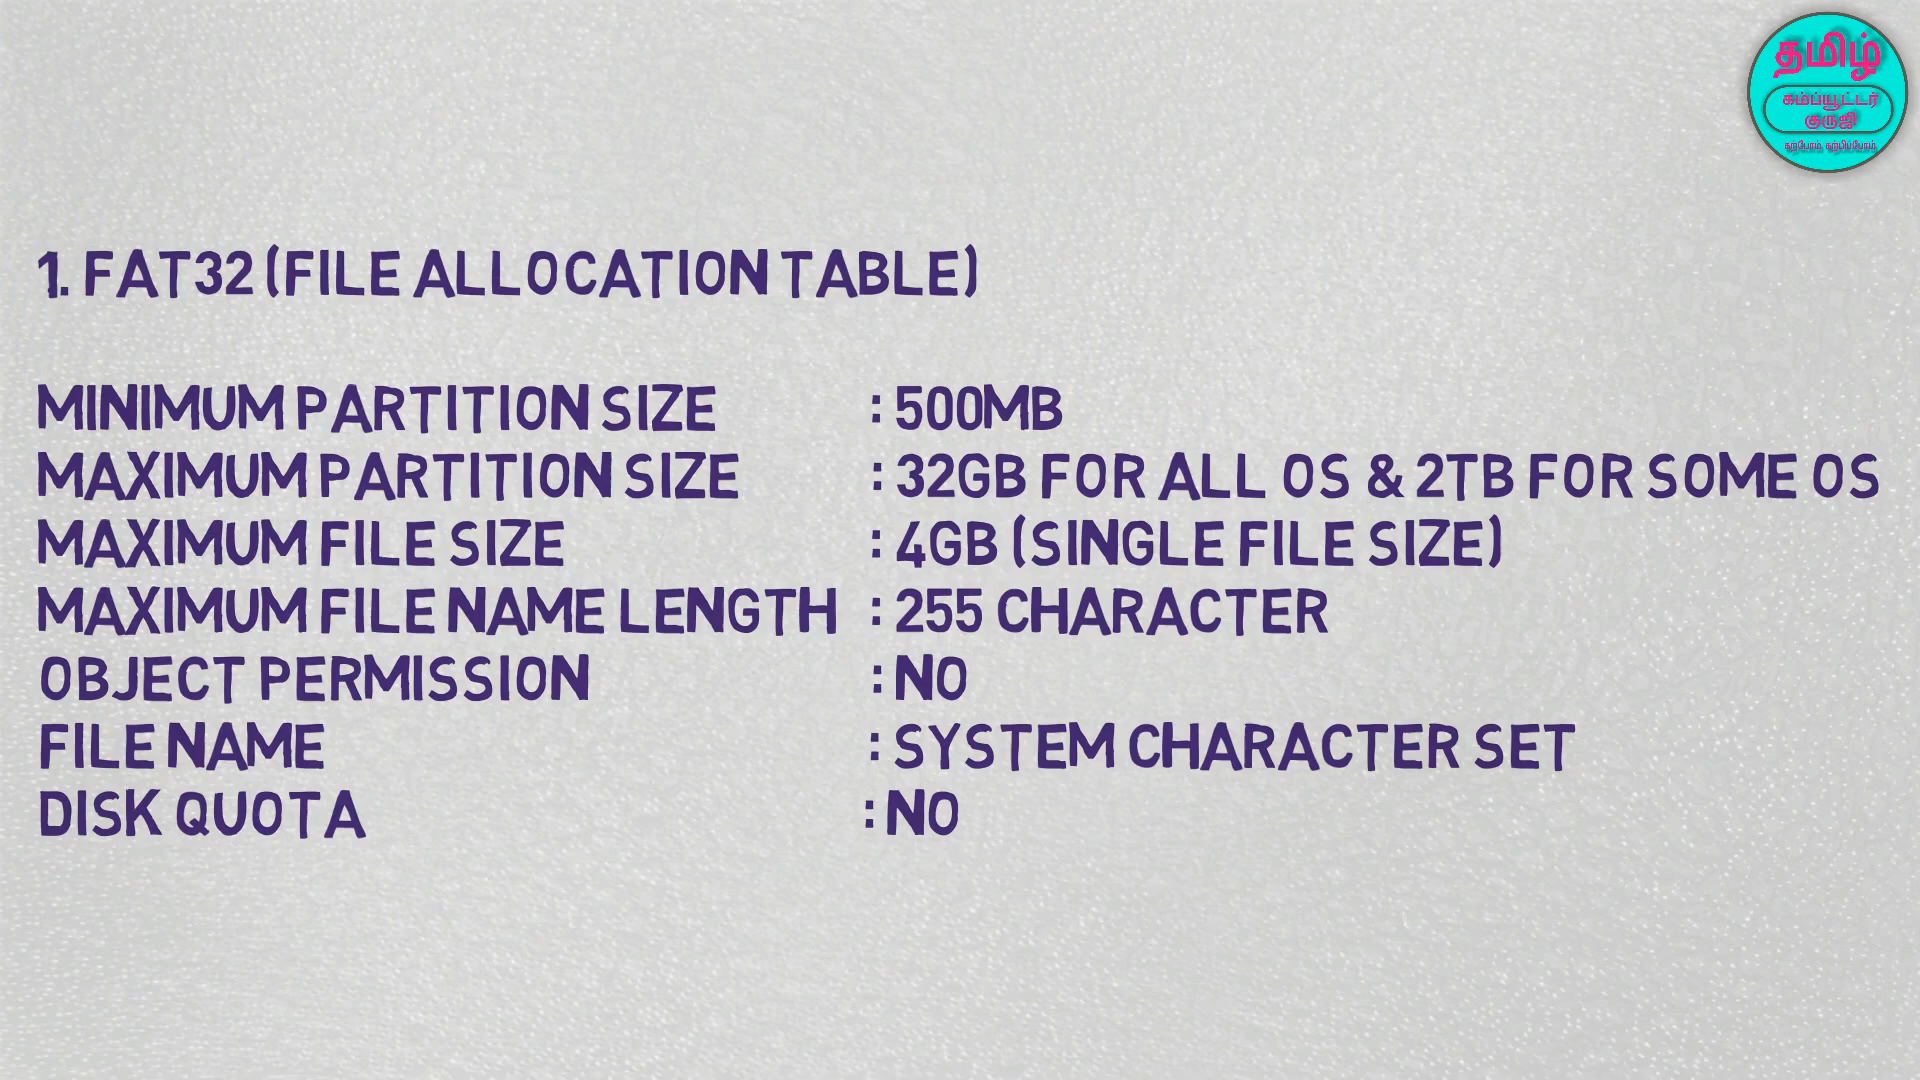 தமிழ்
கம்ப்யூட்டர்
குருஜி
கற்போம் கற்பிப்போம்
1. FAT32 (FILE ALLOCATION TABLE)
MINIMUM PARTITION SIZE : 500MB
MAXIMUM PARTITION SIZE : 32GB FOR ALL OS & 2TB FOR SOME OS
MAXIMUM FILE SIZE : 4GB (SINGLE FILE SIZE)
MAXIMUM FILE NAME LENGTH : 255 CHARACTER
OBJECT PERMISSION : NO
FILE NAME : SYSTEM CHARACTER SET
DISK QUOTA : NO